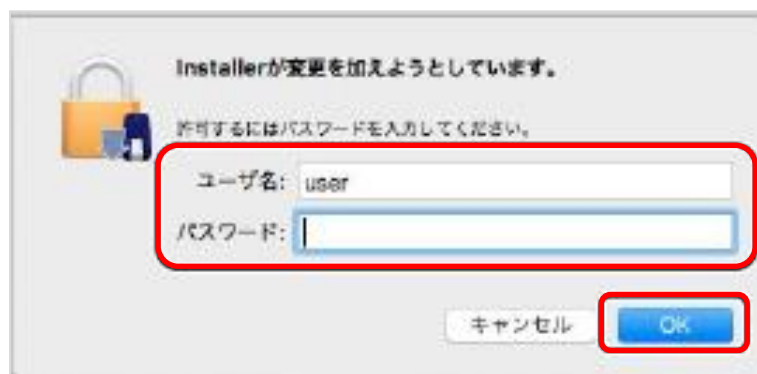 Installerが変更を加えようとしています。
許可するにはパスワードを入力してください。
ユーザ名: user
パスワード:
キャンセル OK